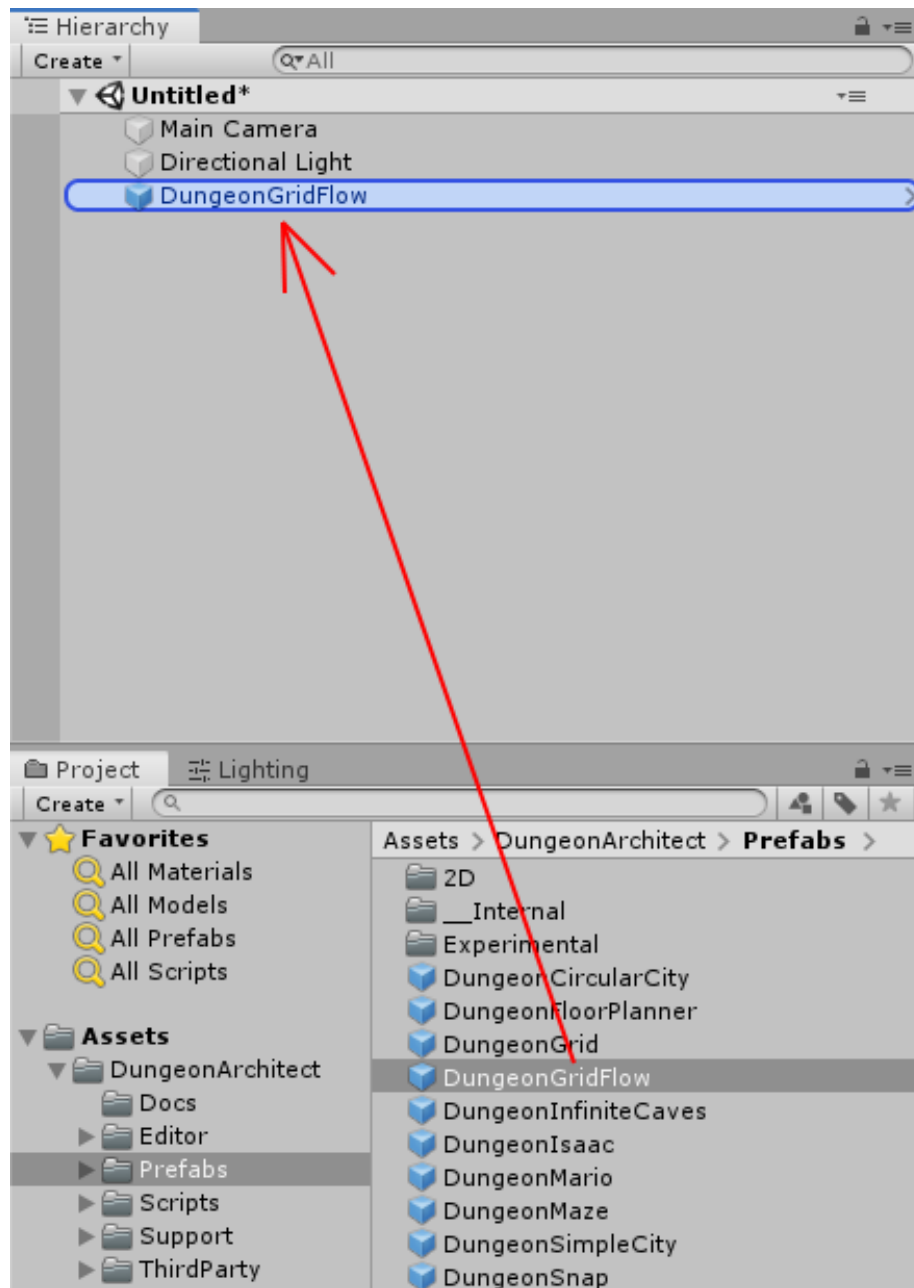 Hierarchy
Create All
Untitled*
Main Camera
Directional Light
DungeonGridFlow
Project Lighting
Create
Favorites
All Materials
All Models
All Prefabs
All Scripts
Assets
DungeonArchitect
Docs
Editor
Prefabs
Scripts
Support
ThirdParty
Assets > DungeonArchitect > Prefabs >
2D
__Internal
Experimental
DungeonCircularCity
DungeonFloorPlanner
DungeonGrid
DungeonGridFlow
DungeonInfiniteCaves
DungeonIsaac
DungeonMario
DungeonMaze
DungeonSimpleCity
DungeonSnap